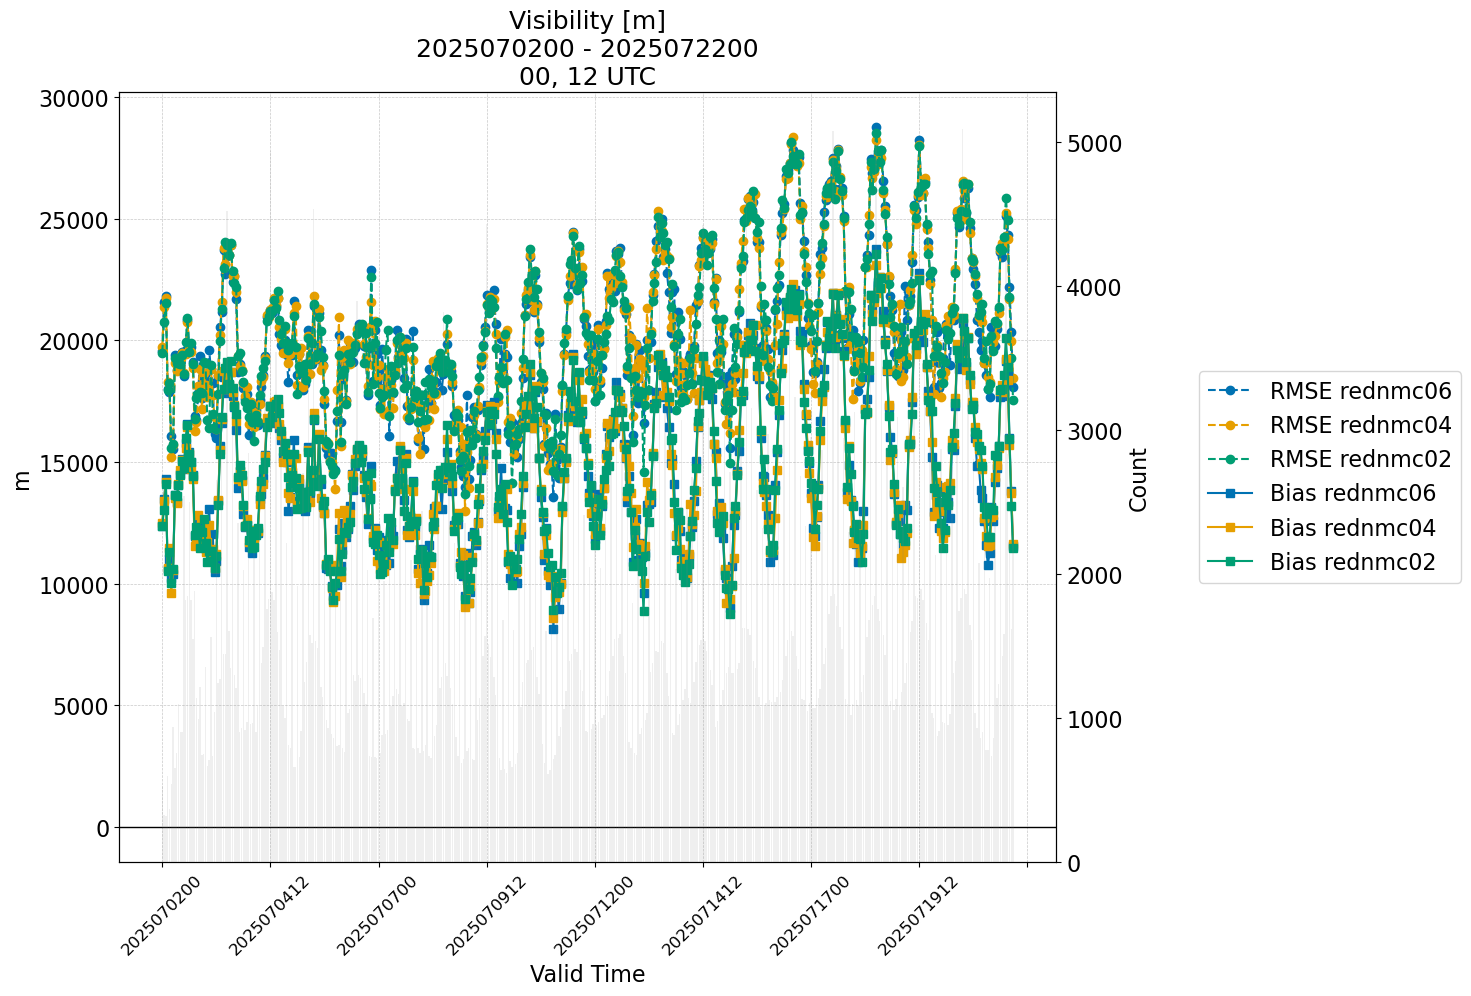 Visibility [m]
2025070200 - 2025072200
00, 12 UTC
30000
25000
20000
15000
10000
5000
0
m
5000
4000
3000
2000
1000
0
Count
2025070200
2025070412
2025070700
2025070912
2025071200
2025071412
2025071700
2025071912
Valid Time
RMSE rednmc06
RMSE rednmc04
RMSE rednmc02
Bias rednmc06
Bias rednmc04
Bias rednmc02